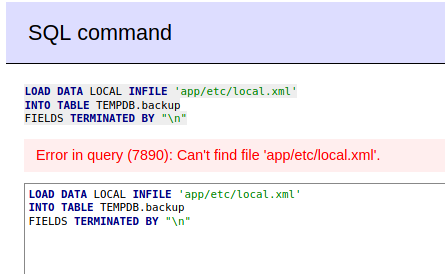 SQL command
LOAD DATA LOCAL INFILE 'app/etc/local.xml'
INTO TABLE TEMPDB.backup
FIELDS TERMINATED BY "\n"
Error in query (7890): Can't find file 'app/etc/local.xml'.
LOAD DATA LOCAL INFILE 'app/etc/local.xml'
INTO TABLE TEMPDB.backup
FIELDS TERMINATED BY "\n"